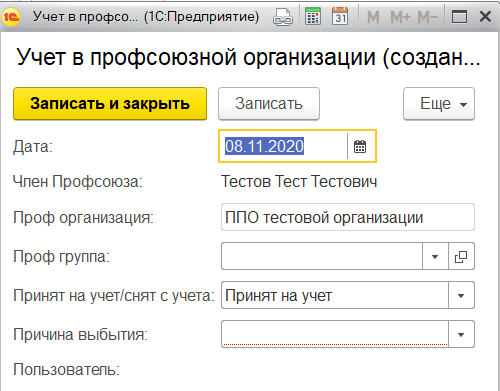 1С Учет в профсо... (1С:Предприятие) 31 M M+ M−
Учет в профсоюзной организации (создан...
Записать и закрыть Записать Еще
Дата: 08.11.2020
Член Профсоюза: Тестов Тест Тестович
Проф организация: ППО тестовой организации
Проф группа:
Принят на учет/снят с учета: Принят на учет
Причина выбытия:
Пользователь: